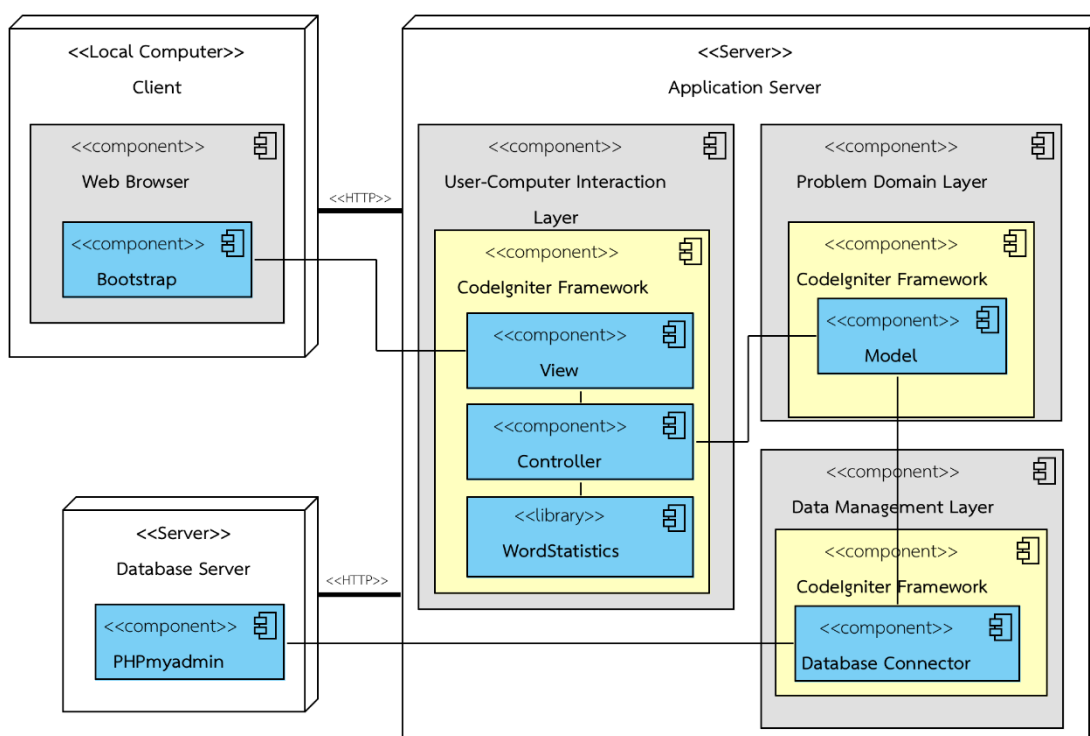 <<Local Computer>>
Client
<<component>>
Web Browser
<<component>>
Bootstrap
<<HTTP>>
<<Server>>
Application Server
<<component>>
User-Computer Interaction
Layer
<<component>>
CodeIgniter Framework
<<component>>
View
<<component>>
Controller
<<library>>
WordStatistics
<<component>>
Problem Domain Layer
<<component>>
CodeIgniter Framework
<<component>>
Model
<<component>>
Data Management Layer
<<component>>
CodeIgniter Framework
<<component>>
Database Connector
<<Server>>
Database Server
<<component>>
PHPmyadmin
<<HTTP>>